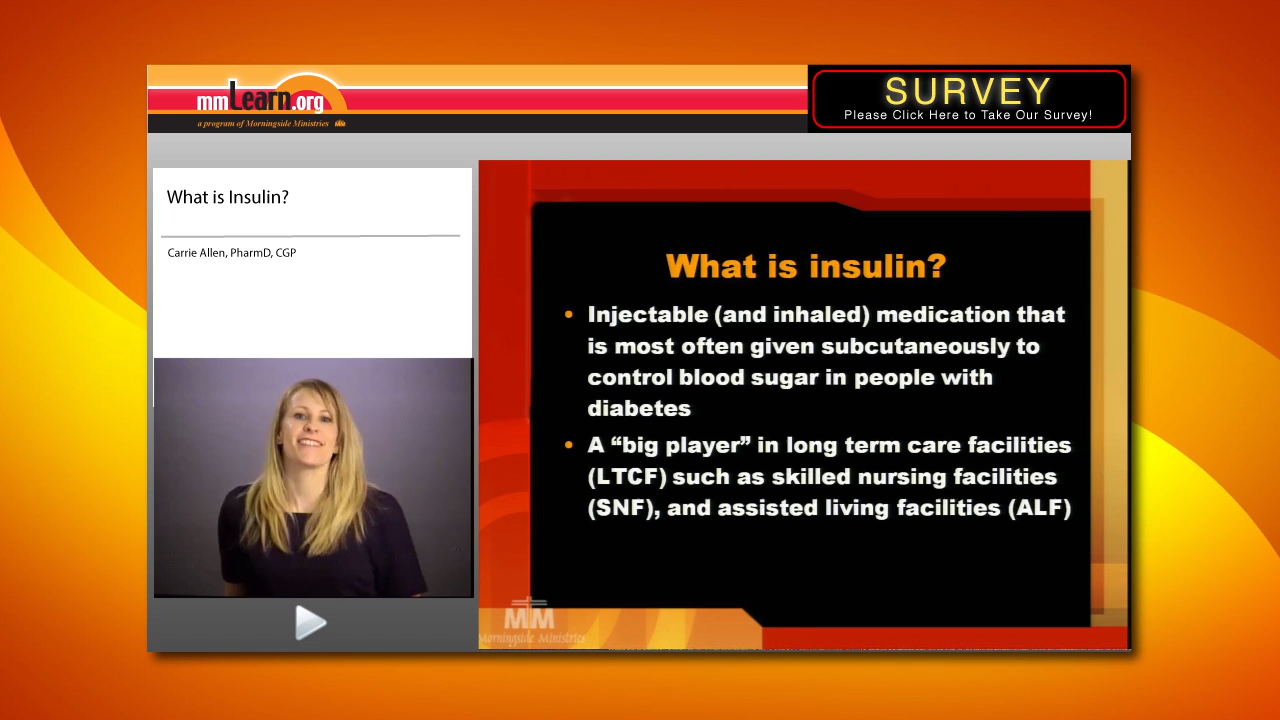 mmLearn.org
a program of Morningside Ministries
SURVEY
Please Click Here to Take Our Survey!
What is Insulin?
Carrie Allen, PharmD, CGP
What is insulin?
• Injectable (and inhaled) medication that
is most often given subcutaneously to
control blood sugar in people with
diabetes
• A “big player” in long term care facilities
(LTCF) such as skilled nursing facilities
(SNF), and assisted living facilities (ALF)
MM
Morningside Ministries